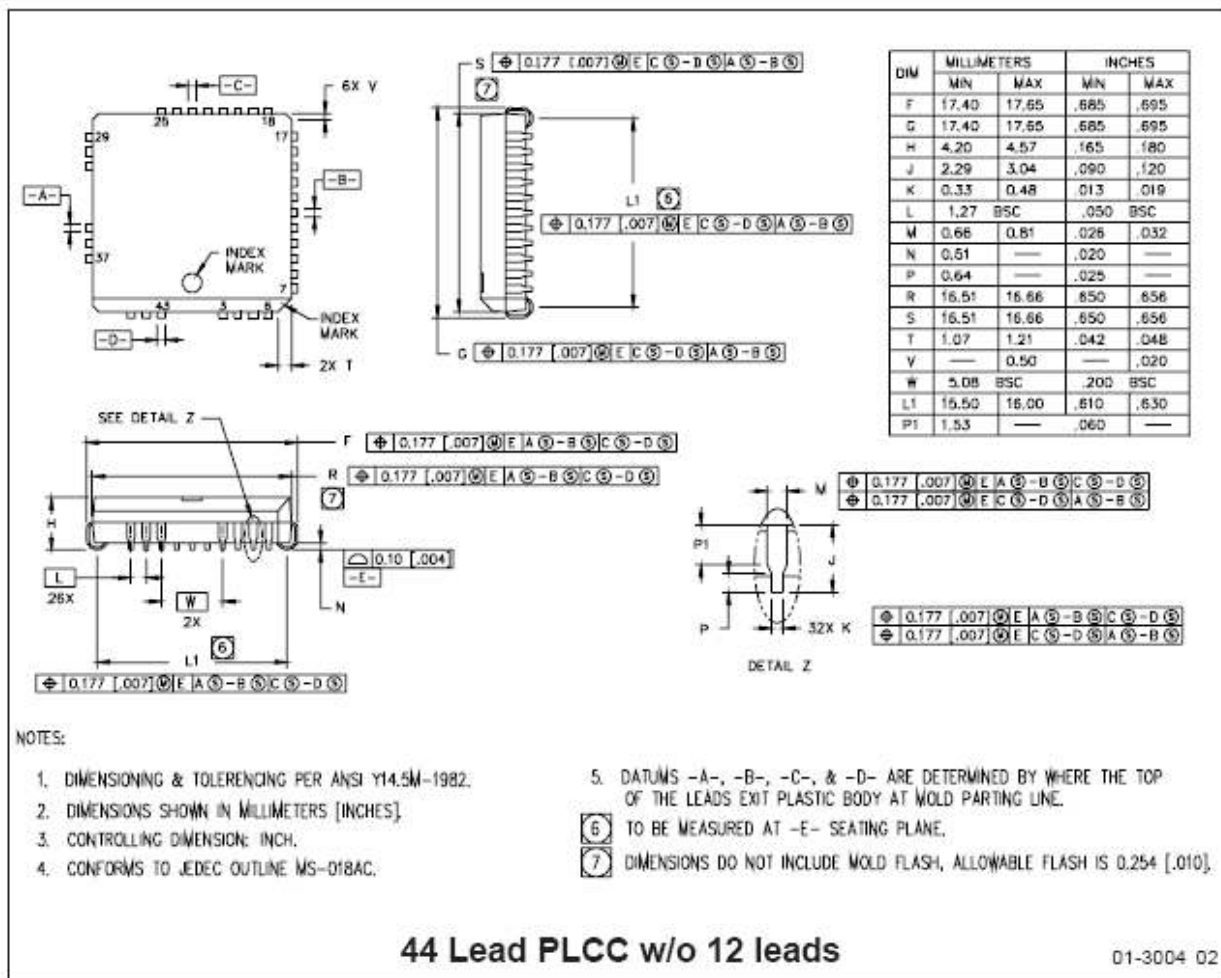 -C-
6X V
25
18
29
17
-A-
-B-
INDEX
MARK
37
7
43
3
6
-D-
INDEX
MARK
2X T
S ⌖ 0.177 [.007] Ⓜ E C Ⓢ -D Ⓢ A Ⓢ -B Ⓢ
7
L1 6
⌖ 0.177 [.007] Ⓜ E C Ⓢ -D Ⓢ A Ⓢ -B Ⓢ
G ⌖ 0.177 [.007] Ⓜ E C Ⓢ -D Ⓢ A Ⓢ -B Ⓢ
DIM MILLIMETERS INCHES
MIN MAX MIN MAX
F 17.40 17.65 .685 .695
G 17.40 17.65 .685 .695
H 4.20 4.57 .165 .180
J 2.29 3.04 .090 .120
K 0.33 0.48 .013 .019
L 1.27 BSC .050 BSC
M 0.66 0.81 .026 .032
N 0.51 — .020 —
P 0.64 — .025 —
R 16.51 16.66 .650 .656
S 16.51 16.66 .650 .656
T 1.07 1.21 .042 .048
V — 0.50 — .020
W 5.08 BSC .200 BSC
L1 15.50 16.00 .610 .630
P1 1.53 — .060 —
SEE DETAIL Z
F ⌖ 0.177 [.007] Ⓜ E A Ⓢ -B Ⓢ C Ⓢ -D Ⓢ
R ⌖ 0.177 [.007] Ⓜ E A Ⓢ -B Ⓢ C Ⓢ -D Ⓢ
7
H
⌓ 0.10 [.004]
-E-
L
26X
W
2X
N
L1 6
⌖ 0.177 [.007] Ⓜ E A Ⓢ -B Ⓢ C Ⓢ -D Ⓢ
M
⌖ 0.177 [.007] Ⓜ E A Ⓢ -B Ⓢ C Ⓢ -D Ⓢ
⌖ 0.177 [.007] Ⓜ E C Ⓢ -D Ⓢ A Ⓢ -B Ⓢ
P1
J
P
32X K
⌖ 0.177 [.007] Ⓜ E A Ⓢ -B Ⓢ C Ⓢ -D Ⓢ
⌖ 0.177 [.007] Ⓜ E C Ⓢ -D Ⓢ A Ⓢ -B Ⓢ
DETAIL Z
NOTES:
1. DIMENSIONING & TOLERENCING PER ANSI Y14.5M-1982.
2. DIMENSIONS SHOWN IN MILLIMETERS [INCHES].
3. CONTROLLING DIMENSION: INCH.
4. CONFORMS TO JEDEC OUTLINE MS-018AC.
5. DATUMS -A-, -B-, -C-, & -D- ARE DETERMINED BY WHERE THE TOP
OF THE LEADS EXIT PLASTIC BODY AT MOLD PARTING LINE.
6 TO BE MEASURED AT -E- SEATING PLANE.
7 DIMENSIONS DO NOT INCLUDE MOLD FLASH, ALLOWABLE FLASH IS 0.254 [.010].
44 Lead PLCC w/o 12 leads
01-3004 02